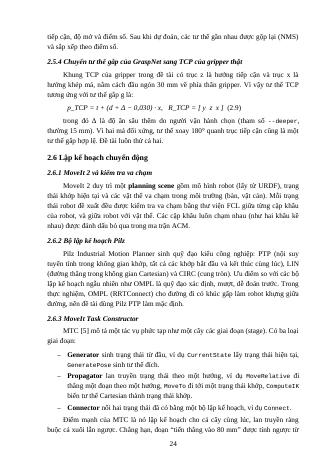 tiếp cận, độ mở và điểm số. Sau khi dự đoán, các tư thế gần nhau được gộp lại (NMS)
và sắp xếp theo điểm số.
2.5.4 Chuyển tư thế gắp của GraspNet sang TCP của gripper thật
Khung TCP của gripper trong đề tài có trục z là hướng tiếp cận và trục x là
hướng khép má, nằm cách đầu ngón 30 mm về phía thân gripper. Vì vậy tư thế TCP
tương ứng với tư thế gắp g là:
p_TCP = t + (d + Δ − 0,030) · x,   R_TCP = [ y  z  x ]  (2.9)
trong đó Δ là độ ăn sâu thêm do người vận hành chọn (tham số --deeper,
thường 15 mm). Vì hai má đối xứng, tư thế xoay 180° quanh trục tiếp cận cũng là một
tư thế gắp hợp lệ. Đề tài luôn thử cả hai.
2.6 Lập kế hoạch chuyển động
2.6.1 MoveIt 2 và kiểm tra va chạm
MoveIt 2 duy trì một planning scene gồm mô hình robot (lấy từ URDF), trạng
thái khớp hiện tại và các vật thể va chạm trong môi trường (bàn, vật cản). Mỗi trạng
thái robot đề xuất đều được kiểm tra va chạm bằng thư viện FCL giữa từng cặp khâu
của robot, và giữa robot với vật thể. Các cặp khâu luôn chạm nhau (như hai khâu kề
nhau) được đánh dấu bỏ qua trong ma trận ACM.
2.6.2 Bộ lập kế hoạch Pilz
Pilz Industrial Motion Planner sinh quỹ đạo kiểu công nghiệp: PTP (nội suy
tuyến tính trong không gian khớp, tất cả các khớp bắt đầu và kết thúc cùng lúc), LIN
(đường thẳng trong không gian Cartesian) và CIRC (cung tròn). Ưu điểm so với các bộ
lập kế hoạch ngẫu nhiên như OMPL là quỹ đạo xác định, mượt, dễ đoán trước. Trong
thực nghiệm, OMPL (RRTConnect) cho đường đi có khúc gấp làm robot khựng giữa
đường, nên đề tài dùng Pilz PTP làm mặc định.
2.6.3 MoveIt Task Constructor
MTC [5] mô tả một tác vụ phức tạp như một cây các giai đoạn (stage). Có ba loại
giai đoạn:
– Generator sinh trạng thái từ đầu, ví dụ CurrentState lấy trạng thái hiện tại,
GeneratePose sinh tư thế đích.
– Propagator lan truyền trạng thái theo một hướng, ví dụ MoveRelative đi
thẳng một đoạn theo một hướng, MoveTo đi tới một trạng thái khớp, ComputeIK
biến tư thế Cartesian thành trạng thái khớp.
– Connector nối hai trạng thái đã có bằng một bộ lập kế hoạch, ví dụ Connect.
Điểm mạnh của MTC là nó lập kế hoạch cho cả cây cùng lúc, lan truyền ràng
buộc cả xuôi lẫn ngược. Chẳng hạn, đoạn "tiến thẳng vào 80 mm" được tính ngược từ
24